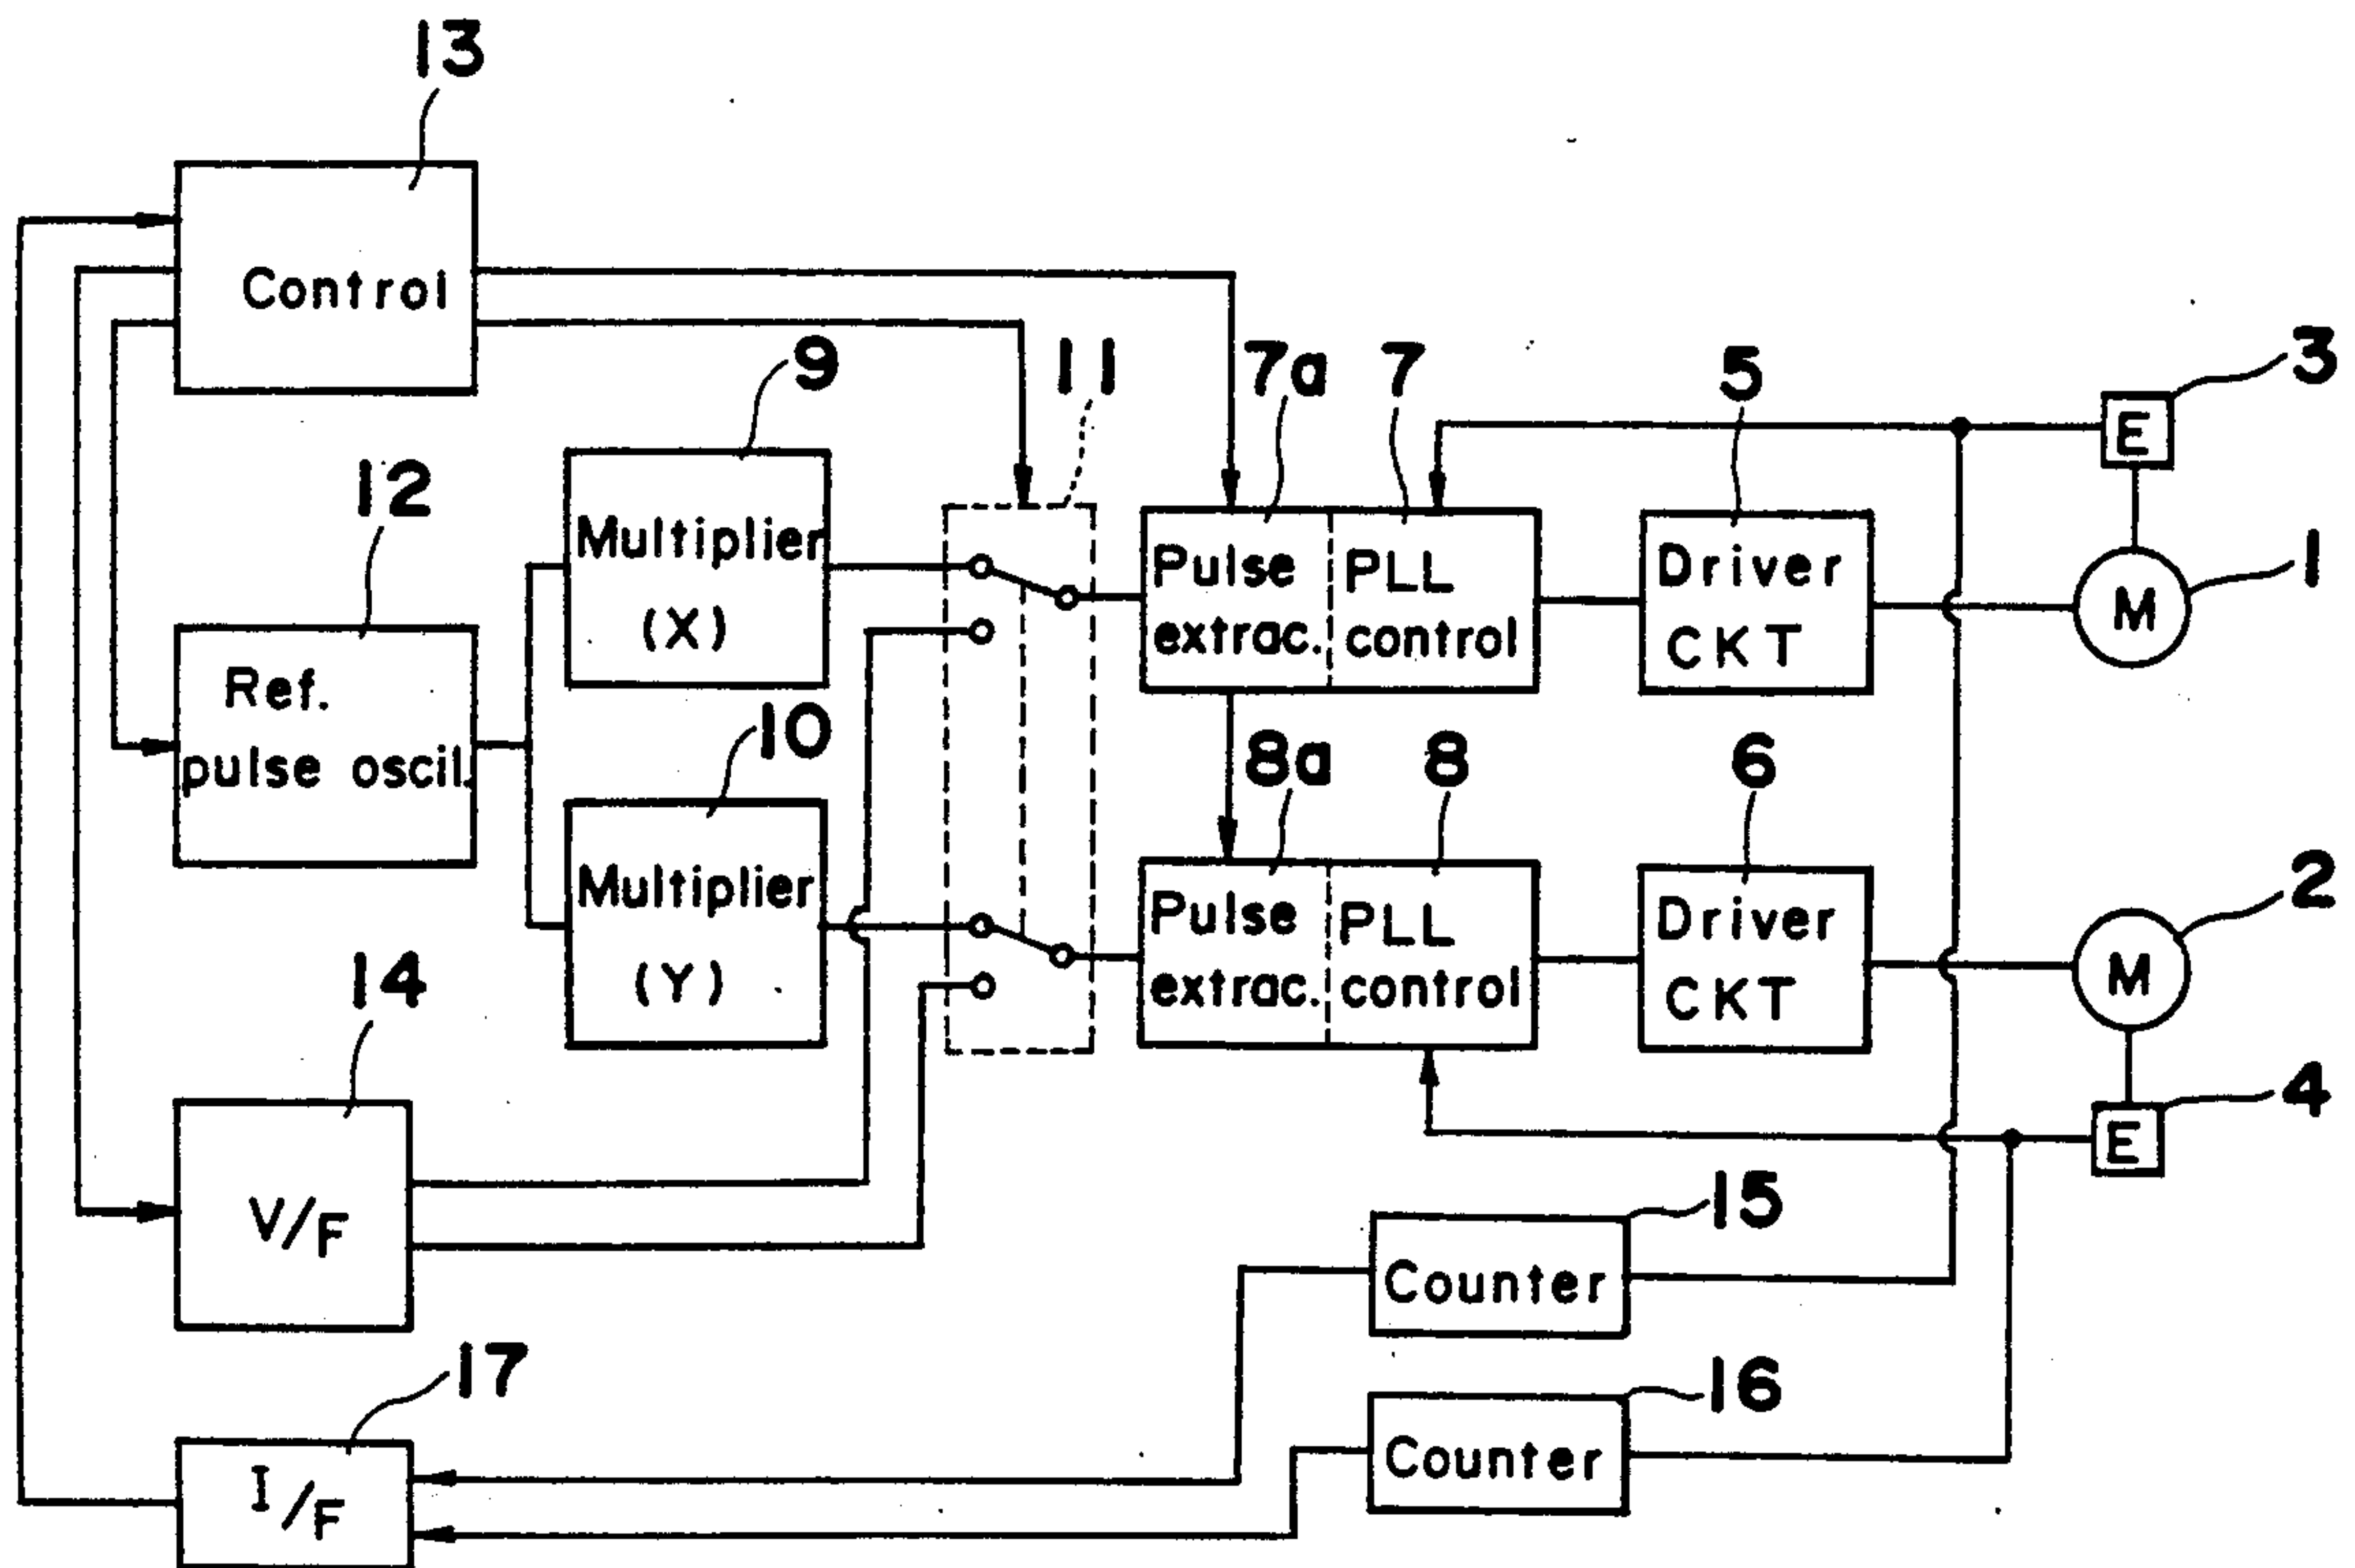 13
Control
9
11
7a
7
5
3
E
12
Multiplier
(X)
Pulse
extrac.
PLL
control
Driver
CKT
1
M
Ref.
pulse oscil.
10
8a
8
6
2
Multiplier
(Y)
Pulse
extrac.
PLL
control
Driver
CKT
M
14
4
E
V/F
15
Counter
17
16
Counter
I/F